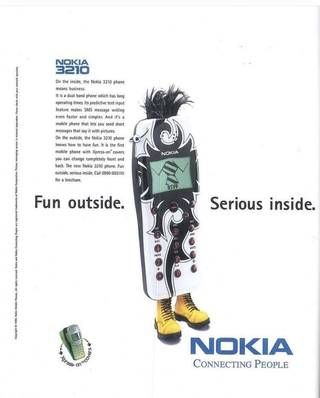 NOKIA
3210
On the inside, the Nokia 3210 phone
means business.
It is a dual band phone which has long
operating times. Its predictive text input
feature makes SMS message writing
even faster and simpler. And it's a
mobile phone that lets you send short
messages that say it with pictures.
On the outside, the Nokia 3210 phone
knows how to have fun. It is the first
mobile phone with Xpress-on™ covers
you can change completely front and
back. The new Nokia 3210 phone. Fun
outside, serious inside.
for a brochure.
NOKIA
Fun outside.
Serious inside.
Xpress-on
NOKIA
CONNECTING PEOPLE